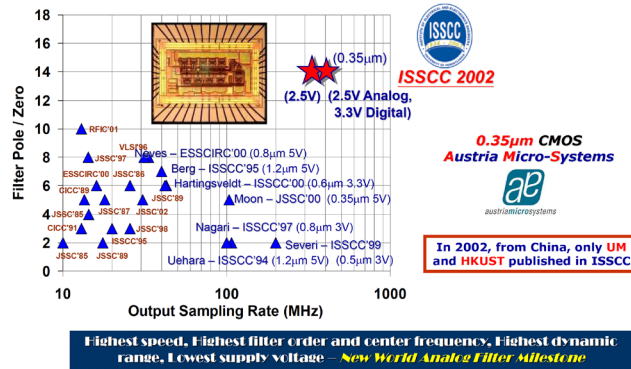 18
16
14
12
10
8
6
4
2
0
Filter Pole / Zero
10
100
1000
Output Sampling Rate (MHz)
(0.35μm)
(2.5V)
(2.5V Analog,
3.3V Digital)
RFIC'01
VLSI'96
Neves – ESSCIRC'00 (0.8μm 5V)
JSSC'97
Berg – ISSCC'95 (1.2μm 5V)
ESSCIRC'00
JSSC'86
Hartingsveldt – ISSCC'00 (0.6μm 3.3V)
CICC'89
JSSC'89
Moon – JSSC'00 (0.35μm 5V)
JSSC'85
JSSC'87
JSSC'02
CICC'91
JSSC'98
Nagari – ISSCC'97 (0.8μm 3V)
JSSC'85
JSSC'89
ISSCC'95
Severi – ISSCC'99
Uehara – ISSCC'94 (1.2μm 5V)
(0.5μm 3V)
ISSCC
ISSCC 2002
0.35μm CMOS
Austria Micro-Systems
ae
austriamicrosystems
In 2002, from China, only UM
and HKUST published in ISSCC
Highest speed, Highest filter order and center frequency, Highest dynamic
range, Lowest supply voltage – New World Analog Filter Milestone